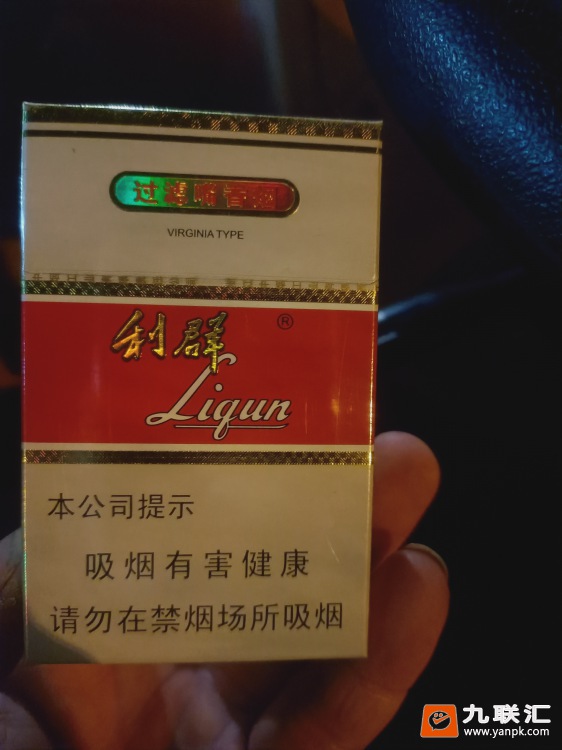 过滤嘴香烟
VIRGINIA TYPE
利群 ®
Liqun
本公司提示
吸烟有害健康
请勿在禁烟场所吸烟
九联汇
www.yanpk.com